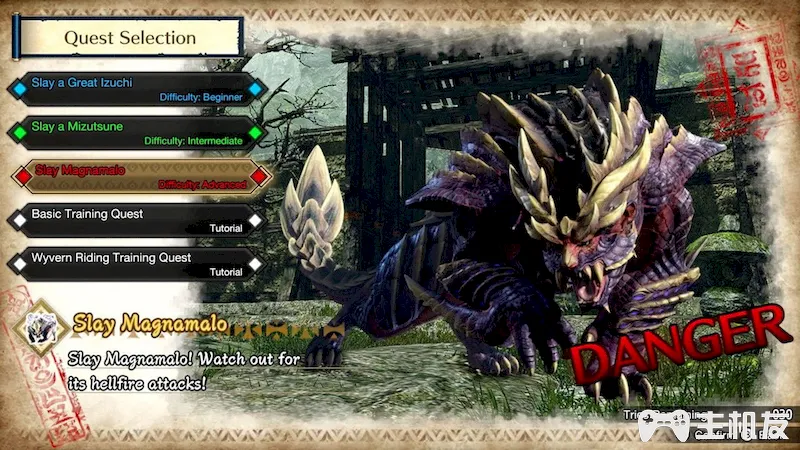 Quest Selection
Slay a Great Izuchi
Difficulty: Beginner
Slay a Mizutsune
Difficulty: Intermediate
Slay Magnamalo
Difficulty: Advanced
Basic Training Quest
Tutorial
Wyvern Riding Training Quest
Tutorial
Slay Magnamalo
Slay Magnamalo! Watch out for
its hellfire attacks!
DANGER
030
主机友